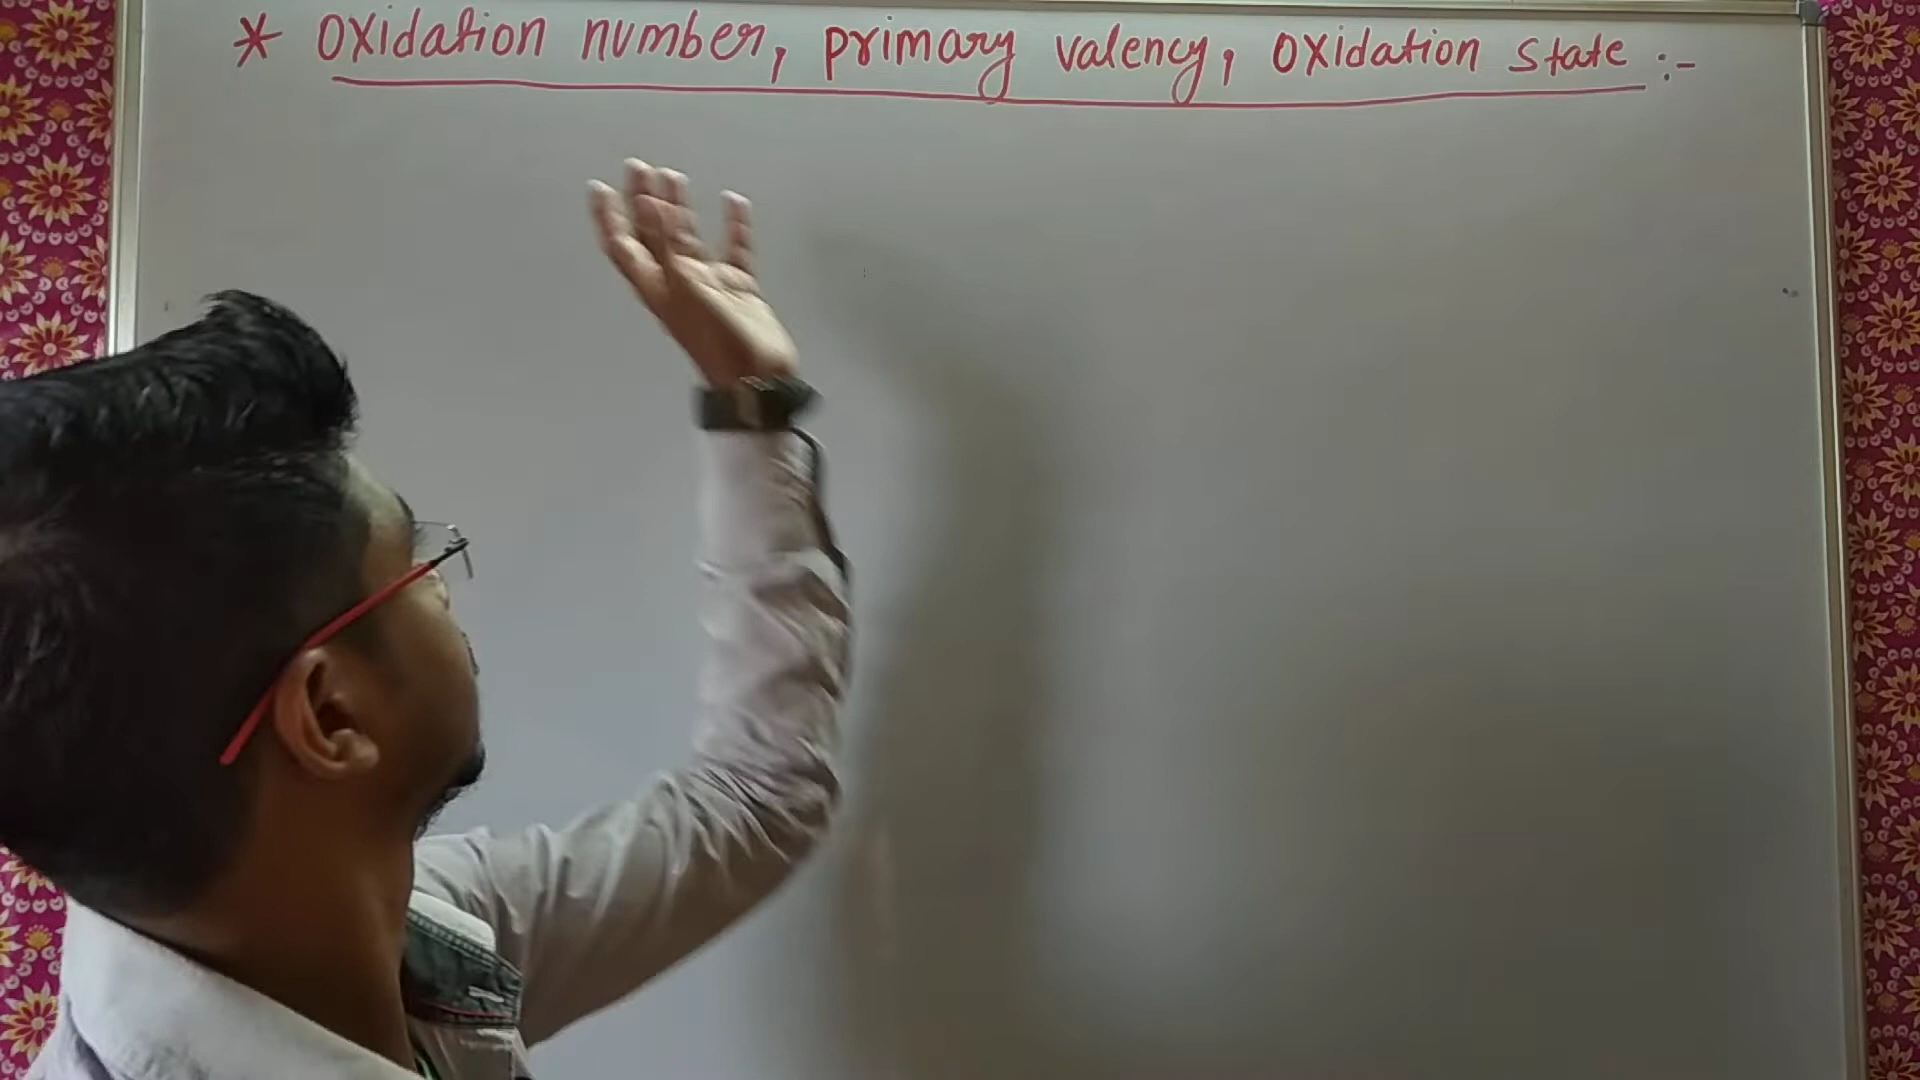 * Oxidation number, primary valency, Oxidation State :-